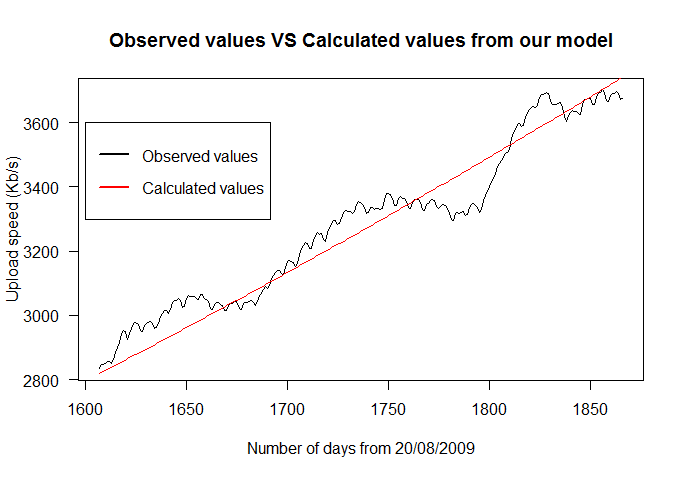 Observed values VS Calculated values from our model
Upload speed (Kb/s)
3600
3400
3200
3000
2800
Observed values
Calculated values
1600 1650 1700 1750 1800 1850
Number of days from 20/08/2009